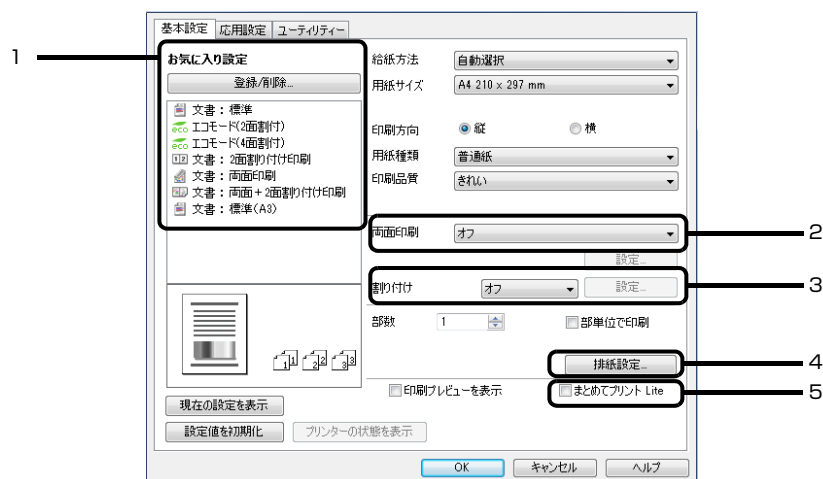 基本設定 応用設定 ユーティリティー
1
お気に入り設定
登録/削除...
文書：標準
eco エコモード(2面割付)
eco エコモード(4面割付)
文書：2面割り付け印刷
文書：両面印刷
文書：両面＋2面割り付け印刷
文書：標準(A3)
給紙方法 自動選択
用紙サイズ A4 210 x 297 mm
印刷方向 縦 横
用紙種類 普通紙
印刷品質 きれい
両面印刷 オフ 2
設定...
割り付け オフ 設定... 3
部数 1 部単位で印刷
1 1 2 2 3 3
排紙設定... 4
印刷プレビューを表示 まとめてプリント Lite 5
現在の設定を表示
設定値を初期化 プリンターの状態を表示
OK キャンセル ヘルプ